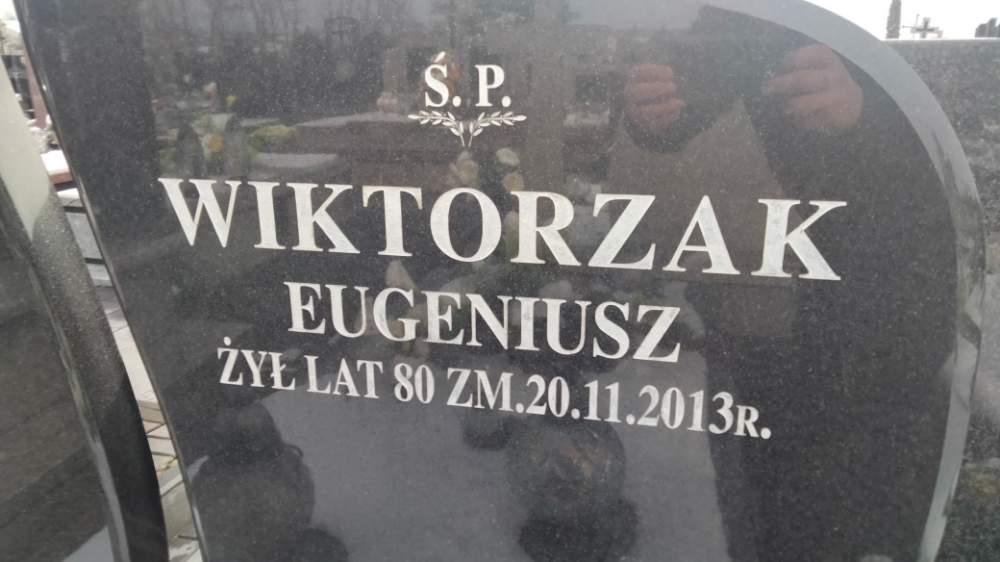 Ś. P.
WIKTORZAK
EUGENIUSZ
ŻYŁ LAT 80 ZM.20.11.2013R.